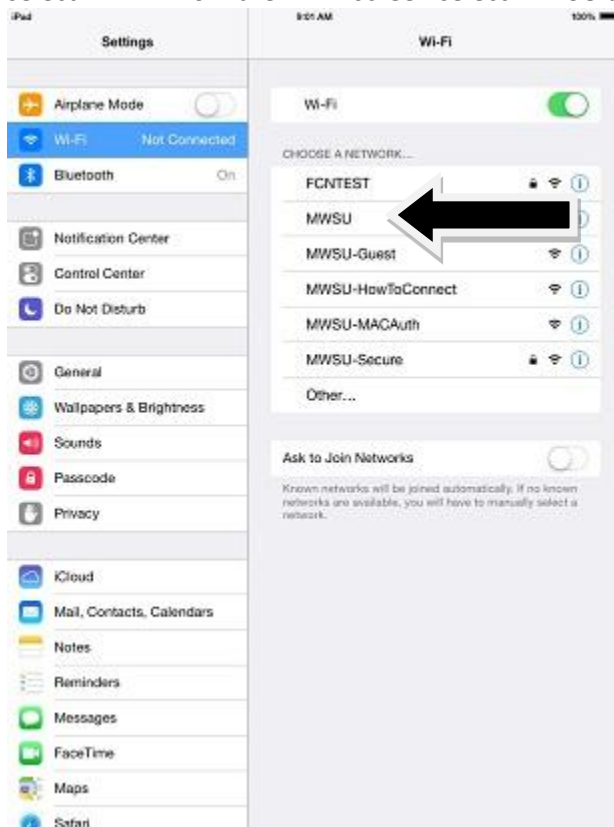 iPad
9:01 AM
100%
Settings
Wi-Fi
Airplane Mode
Wi-Fi Not Connected
Bluetooth On
Notification Center
Control Center
Do Not Disturb
General
Wallpapers & Brightness
Sounds
Passcode
Privacy
iCloud
Mail, Contacts, Calendars
Notes
Reminders
Messages
FaceTime
Maps
Safari
Wi-Fi
CHOOSE A NETWORK...
FCNTEST
MWSU
MWSU-Guest
MWSU-HowToConnect
MWSU-MACAuth
MWSU-Secure
Other...
Ask to Join Networks
Known networks will be joined automatically. If no known
networks are available, you will have to manually select a
network.